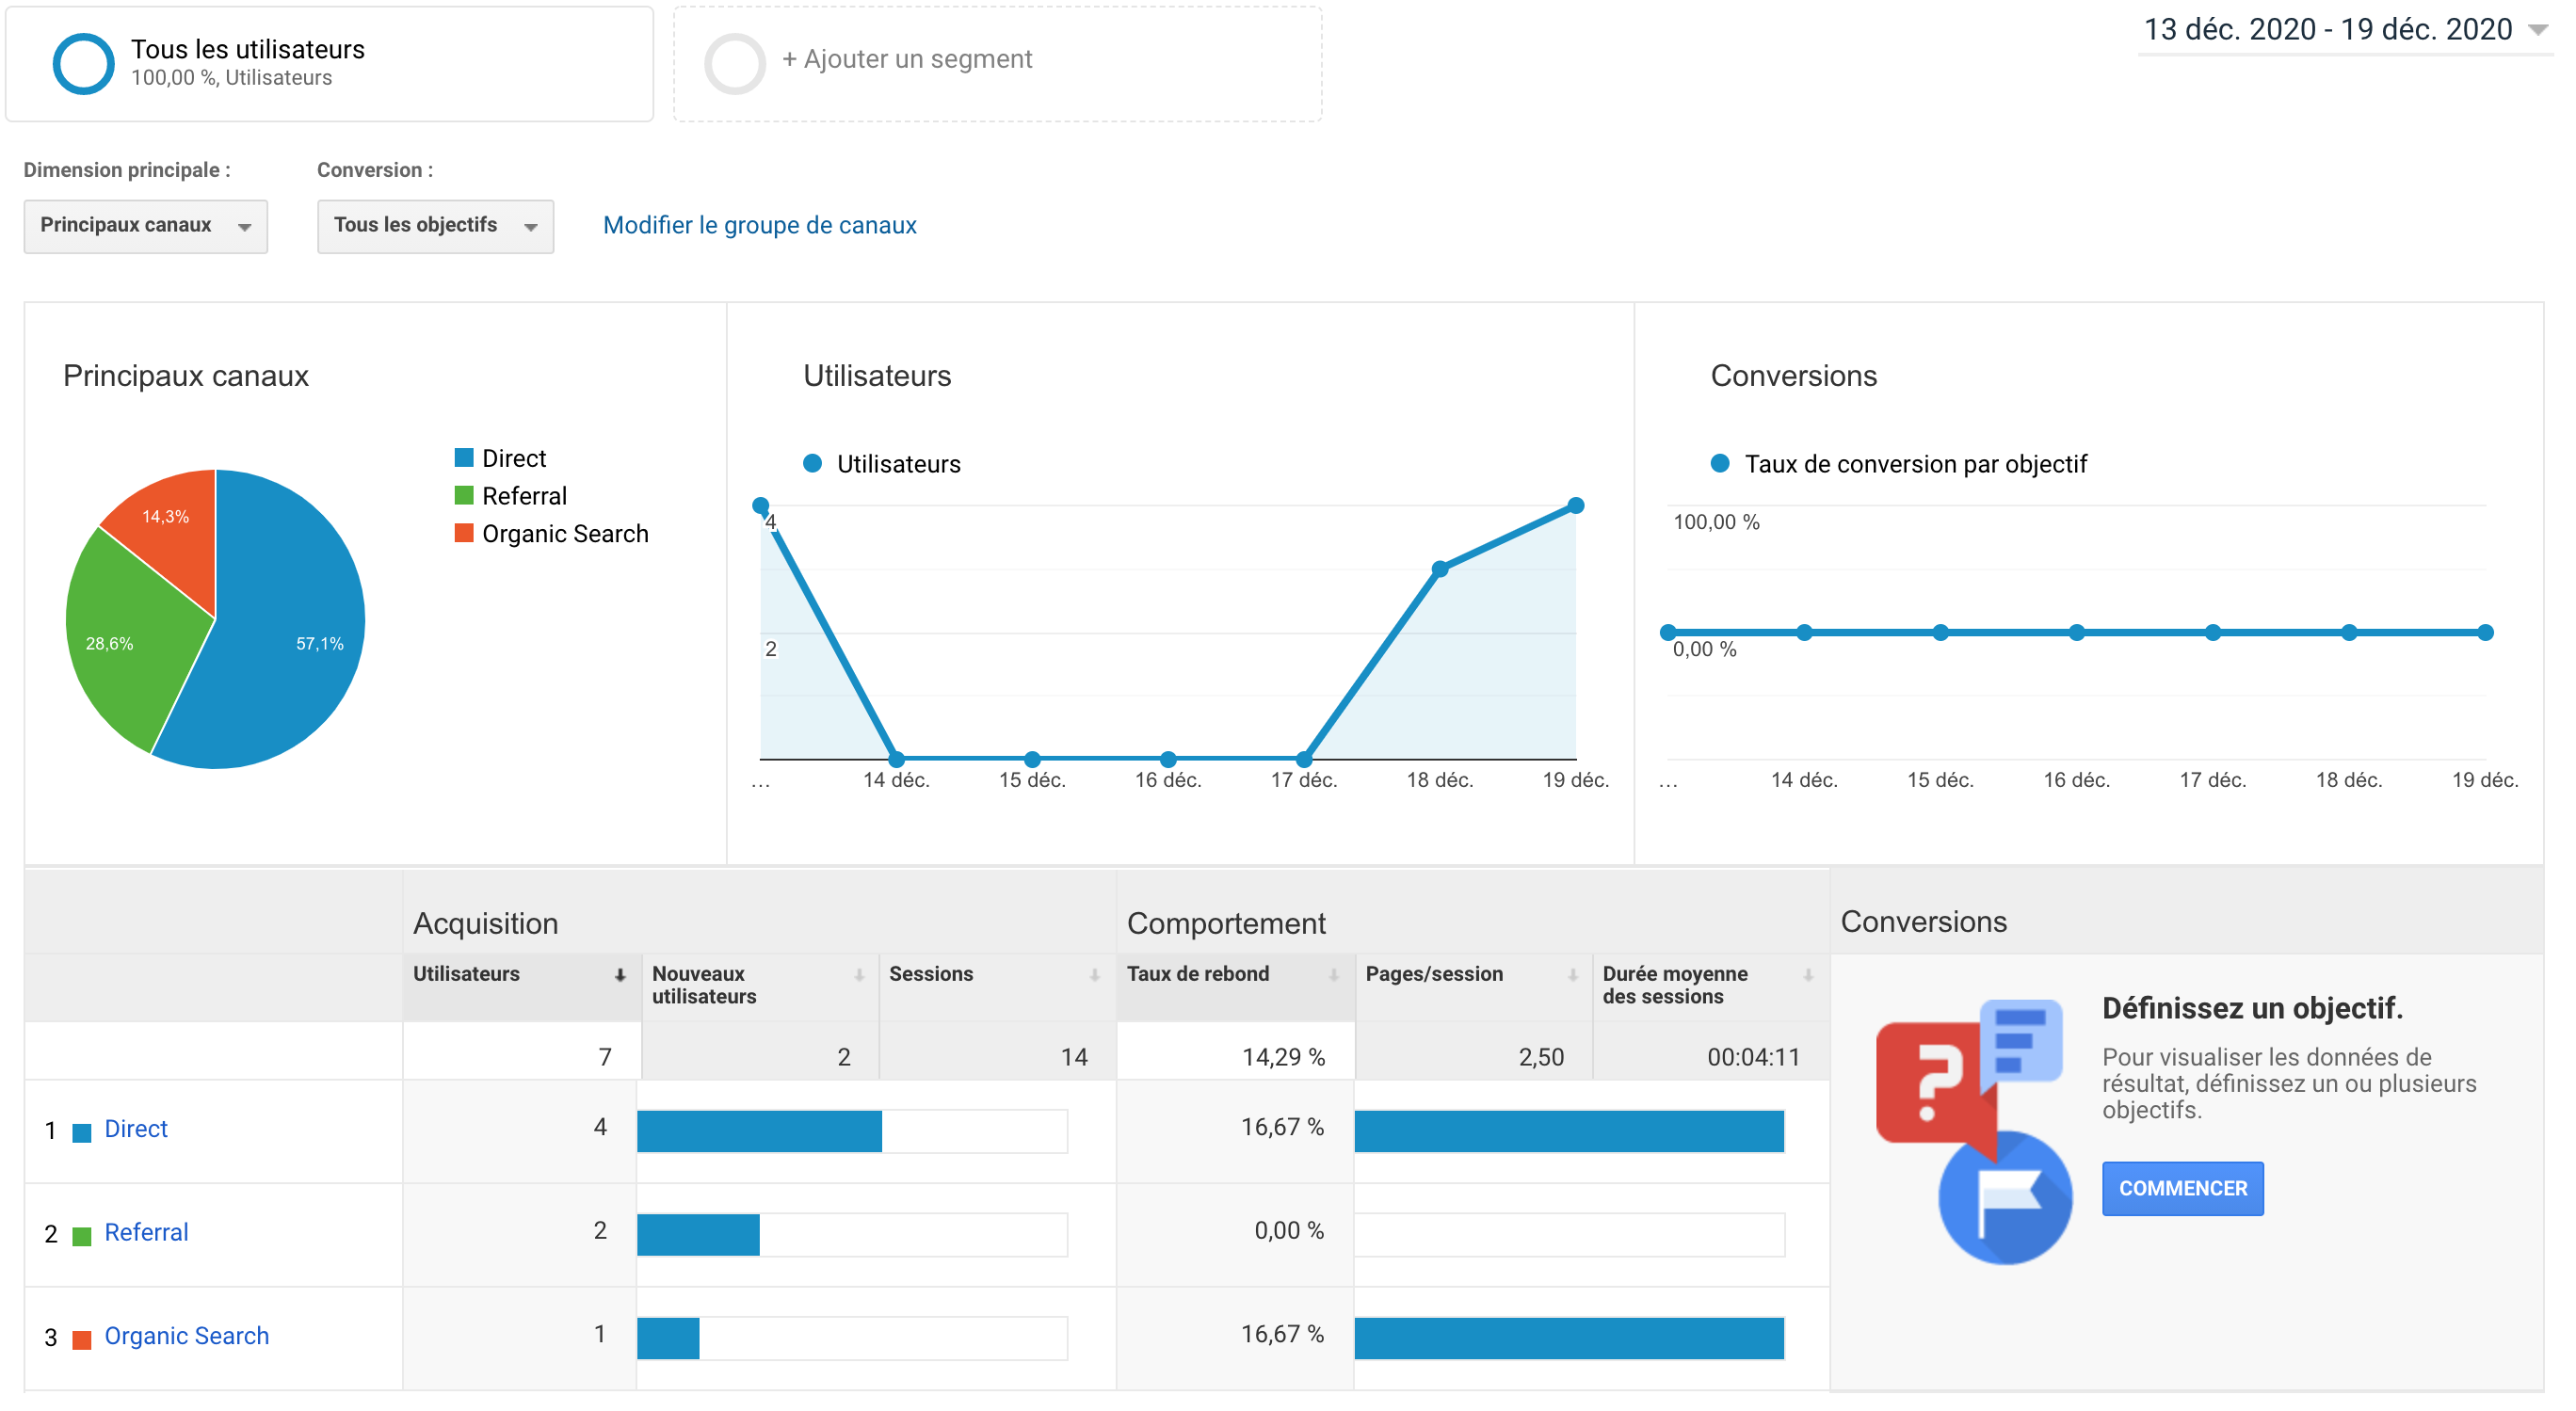 Tous les utilisateurs
100,00 %, Utilisateurs
+ Ajouter un segment
13 déc. 2020 - 19 déc. 2020
Dimension principale :
Conversion :
Principaux canaux
Tous les objectifs
Modifier le groupe de canaux
Principaux canaux
Direct
Referral
Organic Search
14,3%
28,6%
57,1%
Utilisateurs
Utilisateurs
4
2
...
14 déc.
15 déc.
16 déc.
17 déc.
18 déc.
19 déc.
Conversions
Taux de conversion par objectif
100,00 %
0,00 %
...
14 déc.
15 déc.
16 déc.
17 déc.
18 déc.
19 déc.
Acquisition
Comportement
Conversions
Utilisateurs
Nouveaux
utilisateurs
Sessions
Taux de rebond
Pages/session
Durée moyenne
des sessions
7
2
14
14,29 %
2,50
00:04:11
1 Direct
4
16,67 %
2 Referral
2
0,00 %
3 Organic Search
1
16,67 %
Définissez un objectif.
Pour visualiser les données de
résultat, définissez un ou plusieurs
objectifs.
COMMENCER